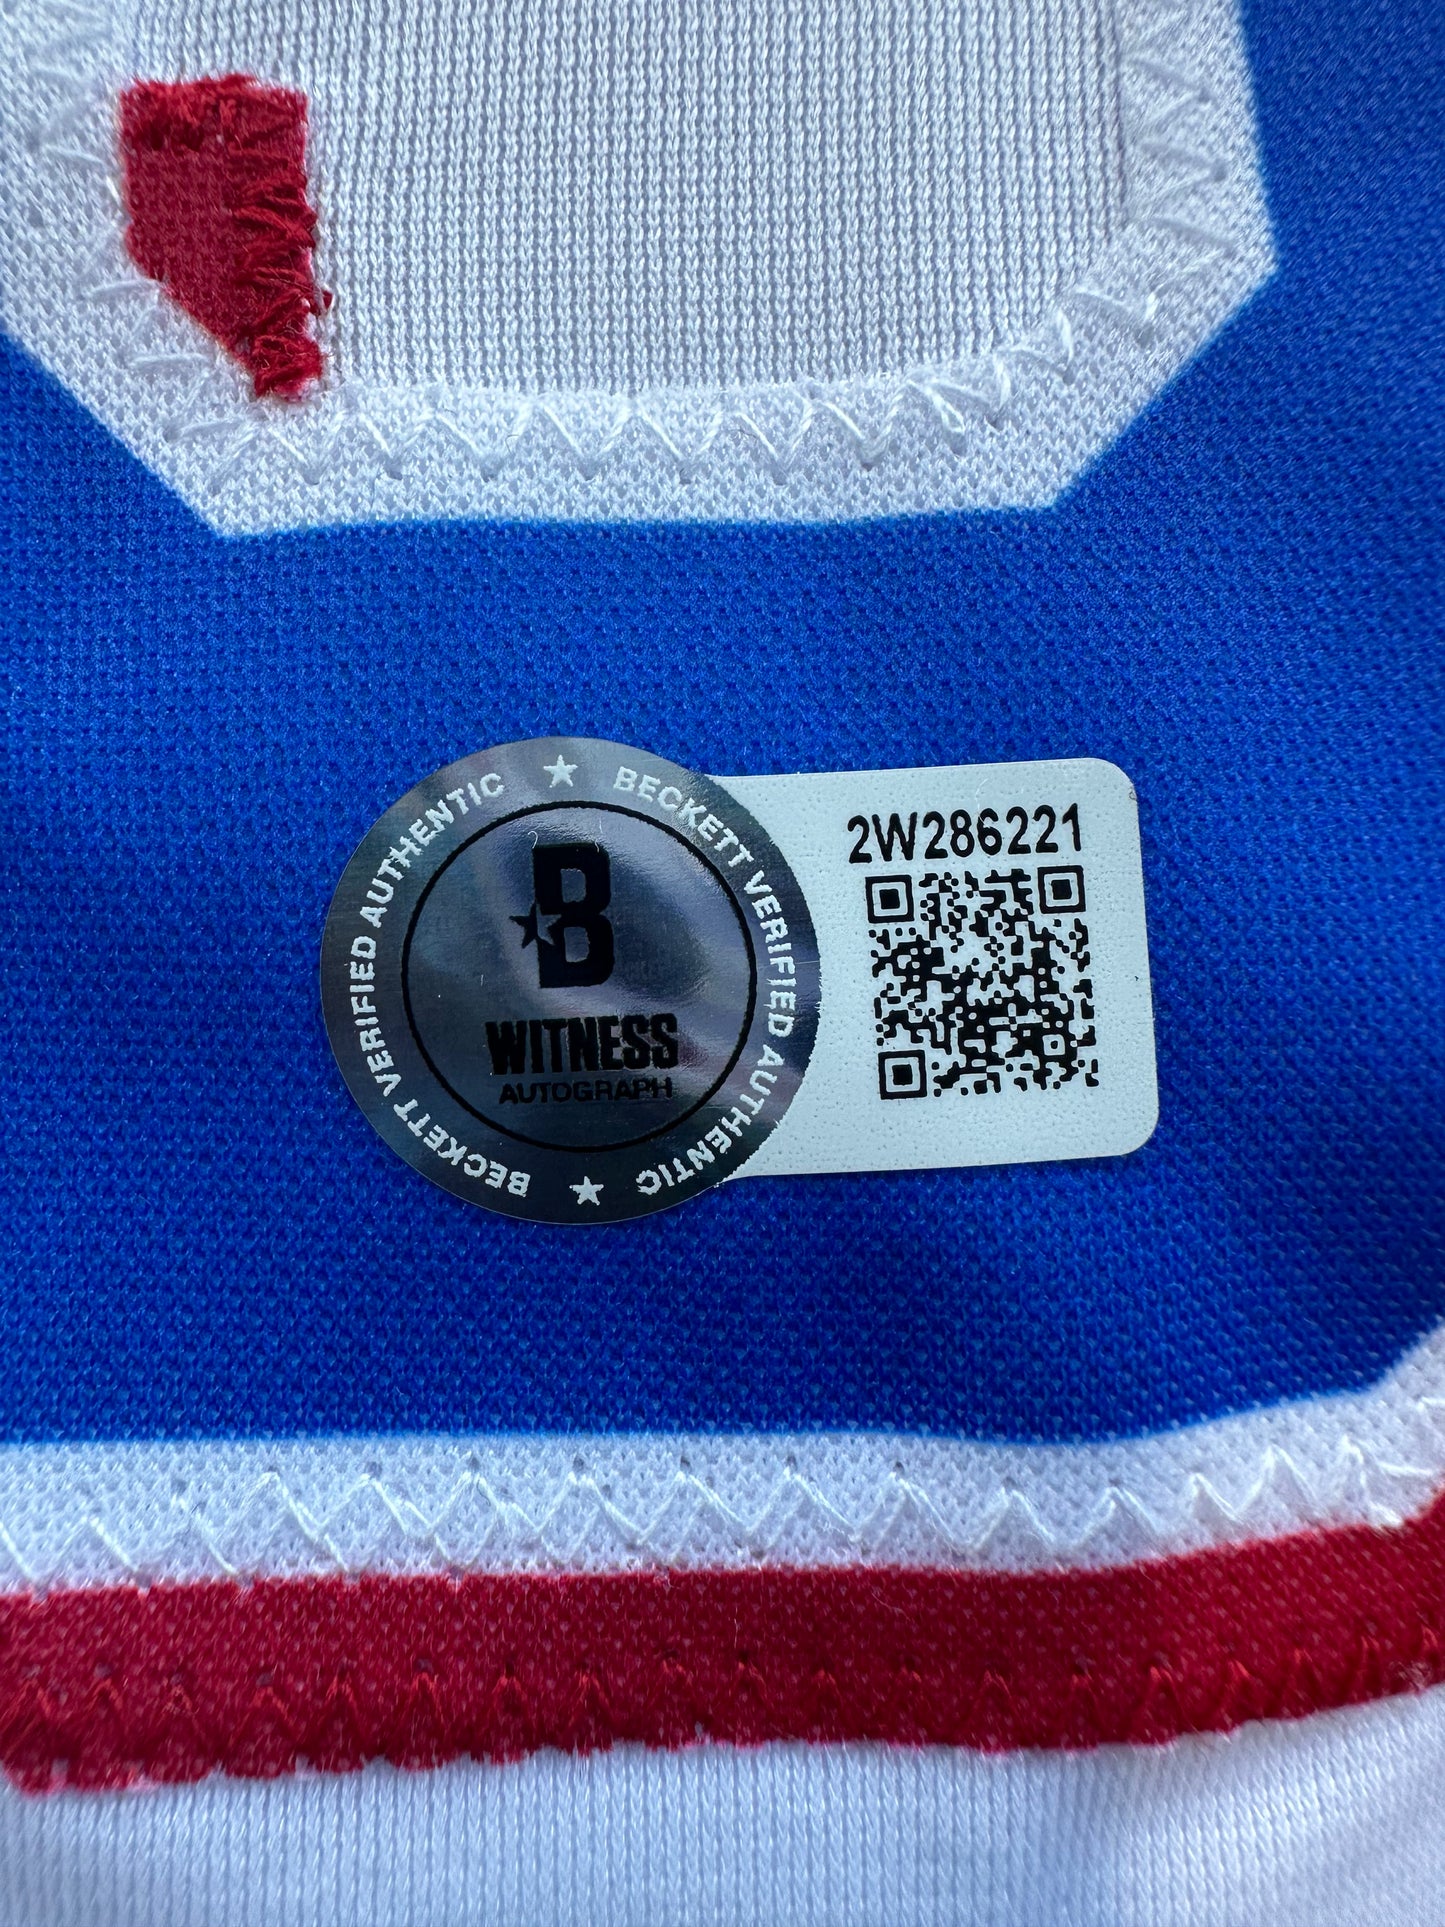 BECKETT VERIFIED AUTHENTIC
★
BECKETT VERIFIED AUTHENTIC
★
B
WITNESS
AUTOGRAPH
2W286221